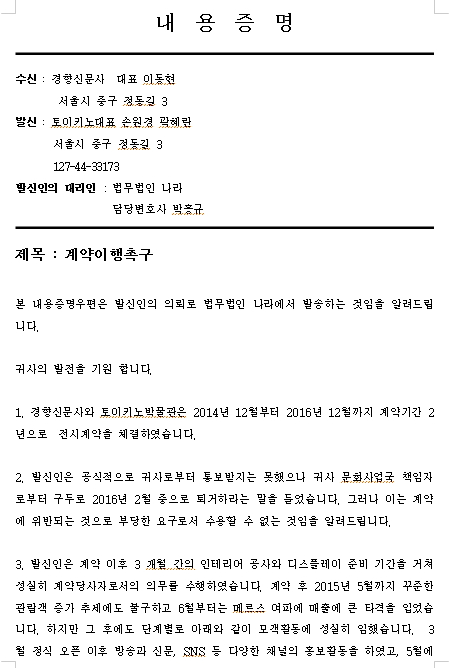 내 용 증 명
수신 : 경향신문사 대표 이동현
서울시 중구 정동길 3
발신 : 토이키노대표 손원경 곽혜란
서울시 중구 정동길 3
127-44-33173
발신인의 대리인 : 법무법인 나라
담당변호사 박홍규
제목 : 계약이행촉구
본 내용증명우편은 발신인의 의뢰로 법무법인 나라에서 발송하는 것임을 알려드립
니다.
귀사의 발전을 기원 합니다.
1. 경향신문사와 토이키노박물관은 2014년 12월부터 2016년 12월까지 계약기간 2
년으로 전시계약을 체결하였습니다.
2. 발신인은 공식적으로 귀사로부터 통보받지는 못했으나 귀사 문화사업국 책임자
로부터 구두로 2016년 2월 중으로 퇴거하라는 말을 들었습니다. 그러나 이는 계약
에 위반되는 것으로 부당한 요구로서 수용할 수 없는 것임을 알려드립니다.
3. 발신인은 계약 이후 3 개월 간의 인테리어 공사와 디스플레이 준비 기간을 거쳐
성실히 계약당사자로서의 의무를 수행하였습니다. 계약 후 2015년 5월까지 꾸준한
관람객 증가 추세에도 불구하고 6월부터는 메르스 여파에 매출에 큰 타격을 입었습
니다. 하지만 그 후에도 단계별로 아래와 같이 모객활동에 성실히 임했습니다. 3
월 정식 오픈 이후 방송과 신문, SNS 등 다양한 채널의 홍보활동을 하였고, 5월에